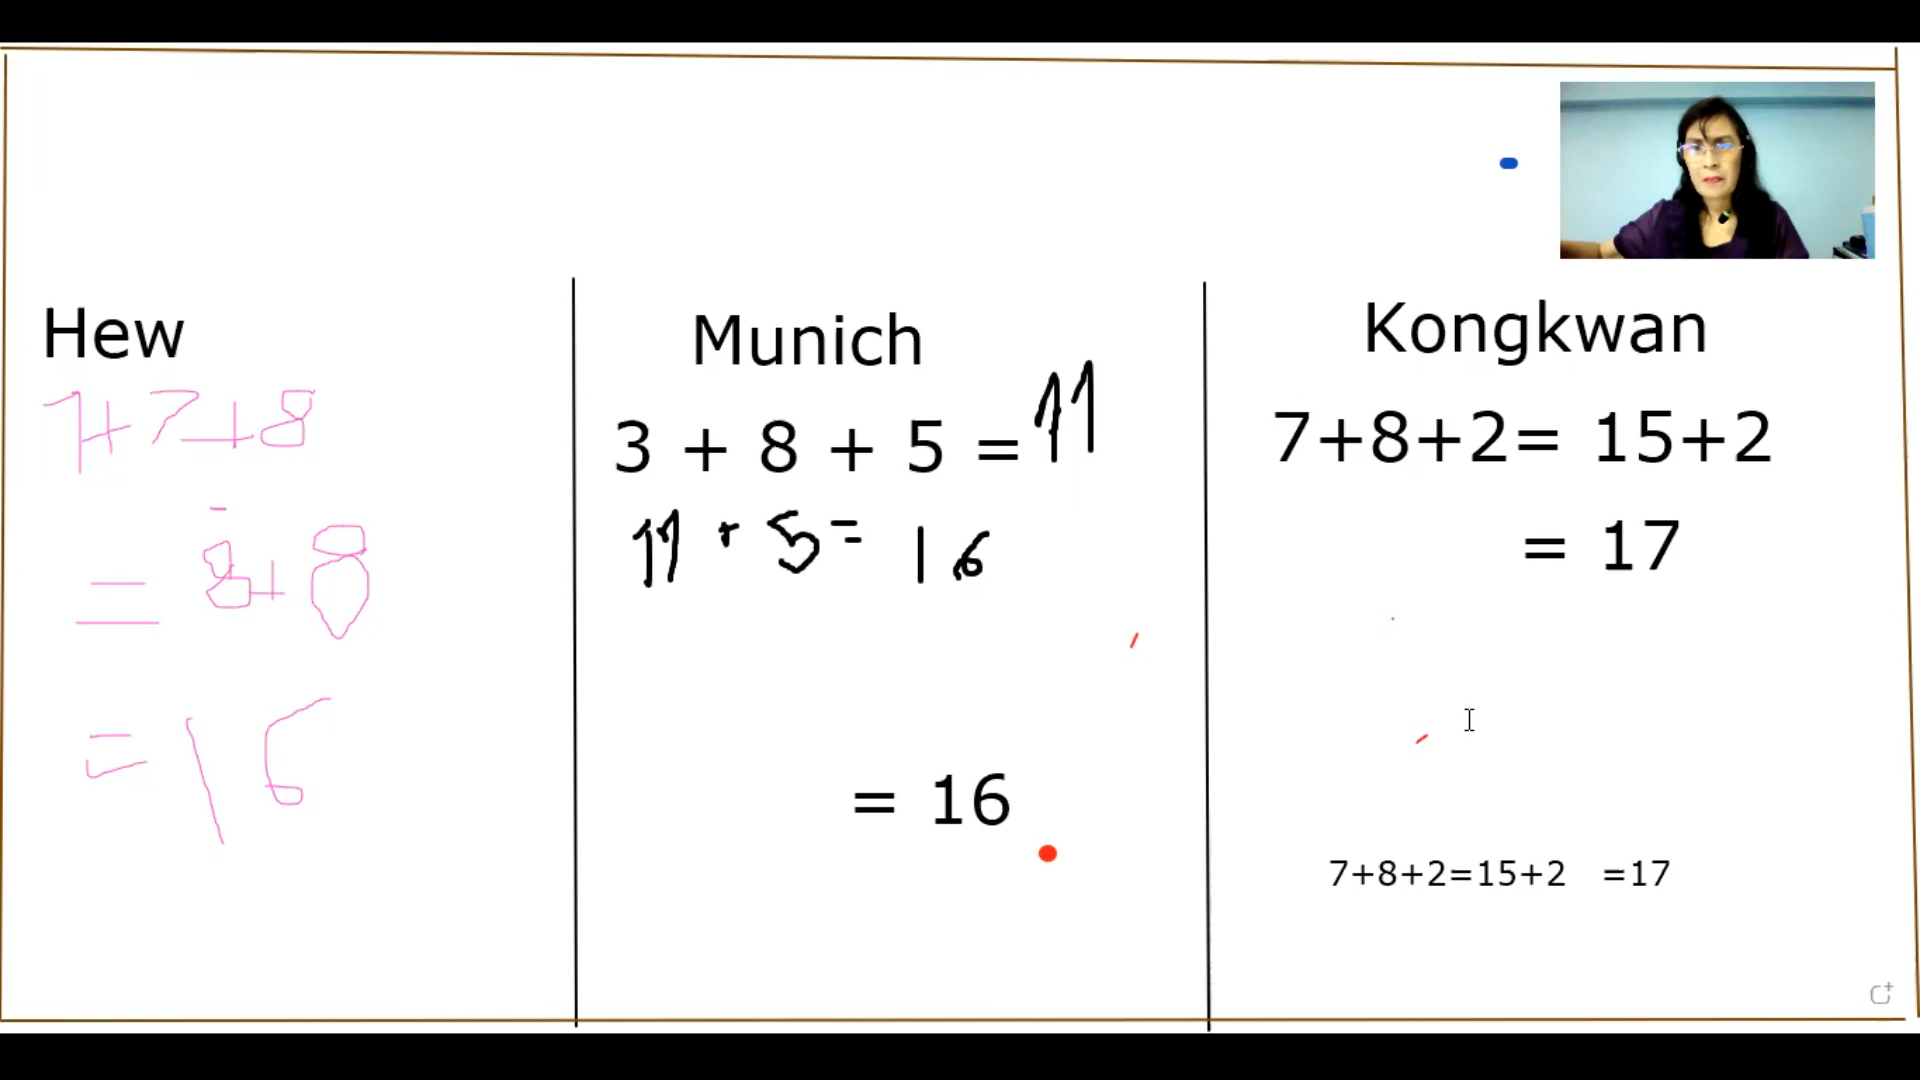 Hew
1+7+8
= 8+8
= 16
Munich
3 + 8 + 5 = 11
11 + 5 = 16
= 16
Kongkwan
7+8+2= 15+2
= 17
7+8+2=15+2 =17